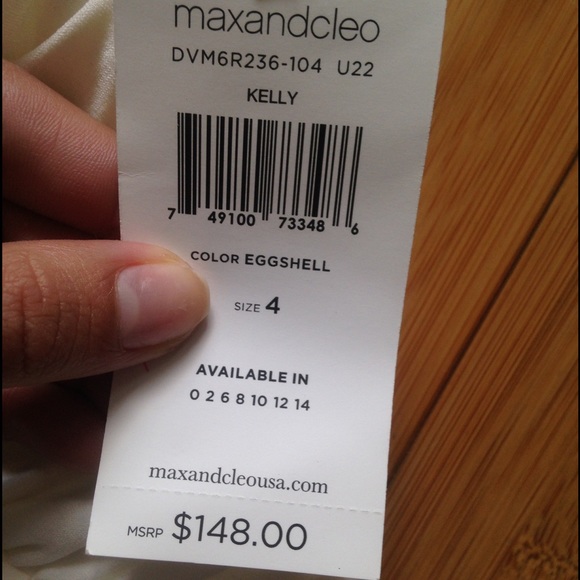 maxandcleo
DVM6R236-104 U22
KELLY
7 49100 73348 6
COLOR EGGSHELL
SIZE 4
AVAILABLE IN
0 2 6 8 10 12 14
maxandcleousa.com
MSRP $148.00